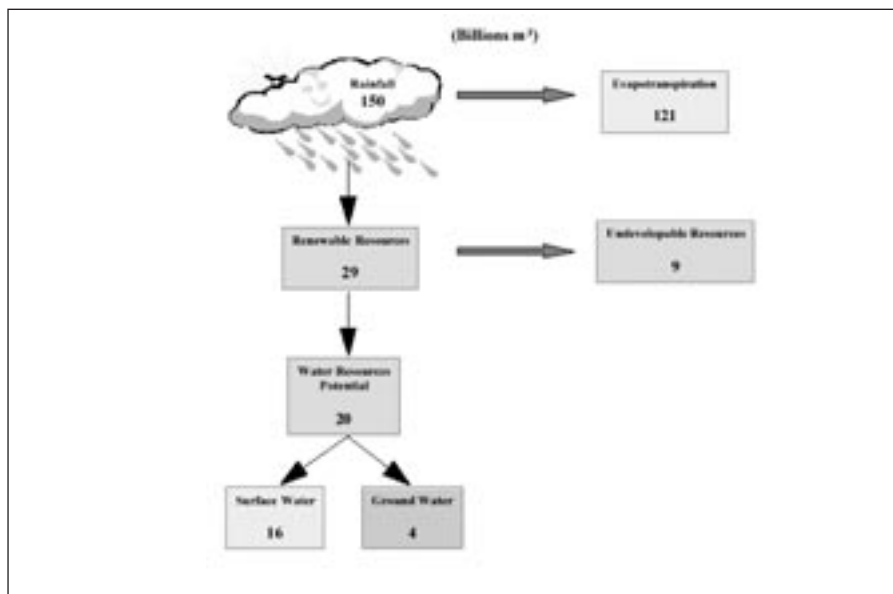 (Billions m³)
Rainfall
150
Evapotranspiration
121
Renewable Resources
29
Undevelopable Resources
9
Water Resources
Potential
20
Surface Water
16
Ground Water
4